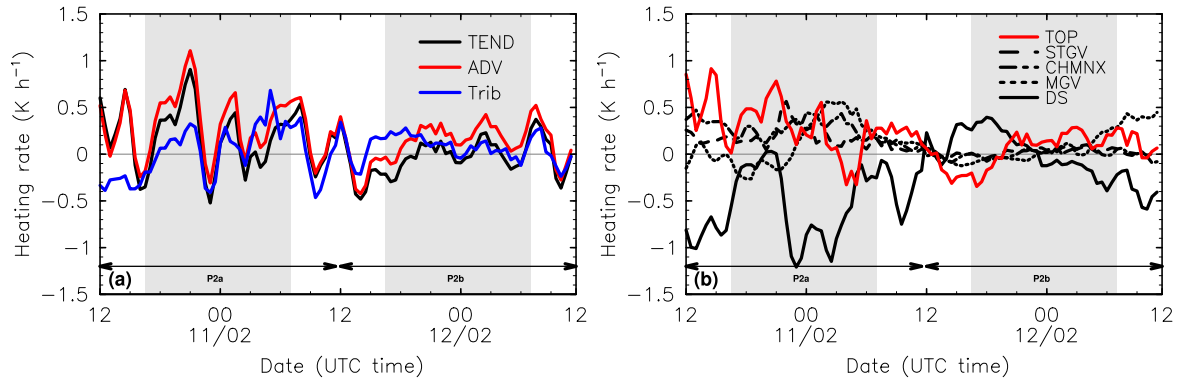 Heating rate (K h⁻¹)
1.5
1
0.5
0
−0.5
−1
−1.5
TEND
ADV
Trib
(a)
P2a
P2b
12
00
12
00
12
11/02
12/02
Date (UTC time)
Heating rate (K h⁻¹)
1.5
1
0.5
0
−0.5
−1
−1.5
TOP
STGV
CHMNX
MGV
DS
(b)
P2a
P2b
12
00
12
00
12
11/02
12/02
Date (UTC time)